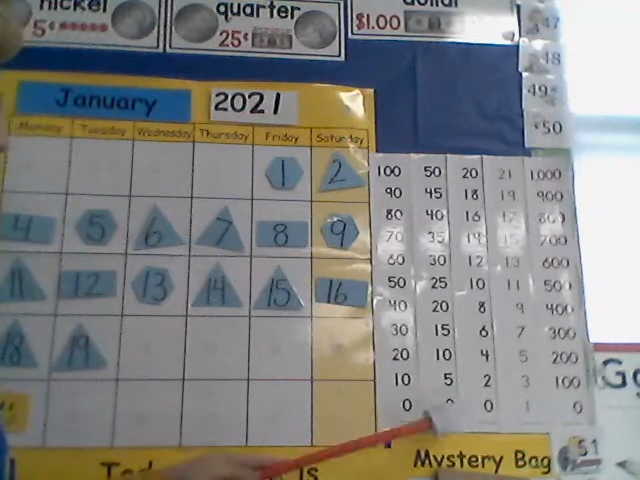 nickel
5¢
quarter
25¢
dollar
$1.00
47
48
49
50
January 2021
Monday Tuesday Wednesday Thursday Friday Saturday
1 2
4 5 6 7 8 9
11 12 13 14 15 16
18 19
100 50 20 21 1,000
90 45 18 19 900
80 40 16 17 800
70 35 14 15 700
60 30 12 13 600
50 25 10 11 500
40 20 8 9 400
30 15 6 7 300
20 10 4 5 200
10 5 2 3 100
0 0 1 0
is
Mystery Bag
51